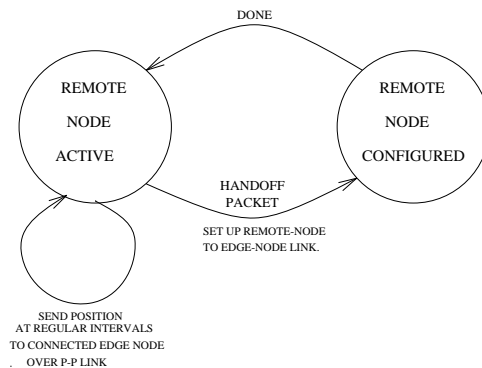 DONE
REMOTE
NODE
ACTIVE
REMOTE
NODE
CONFIGURED
HANDOFF
PACKET
SET UP REMOTE-NODE
TO EDGE-NODE LINK.
SEND POSITION
AT REGULAR INTERVALS
TO CONNECTED EDGE NODE
. OVER P-P LINK